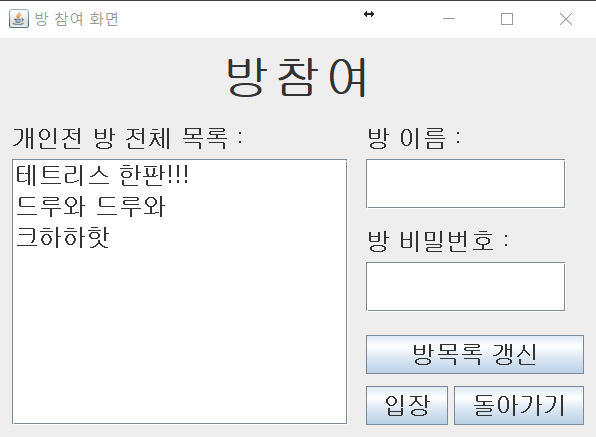 방 참여 화면
방 참여
개인전 방 전체 목록 :
테트리스 한판!!!
드루와 드루와
크하하핫
방 이름 :
방 비밀번호 :
방목록 갱신
입장
돌아가기